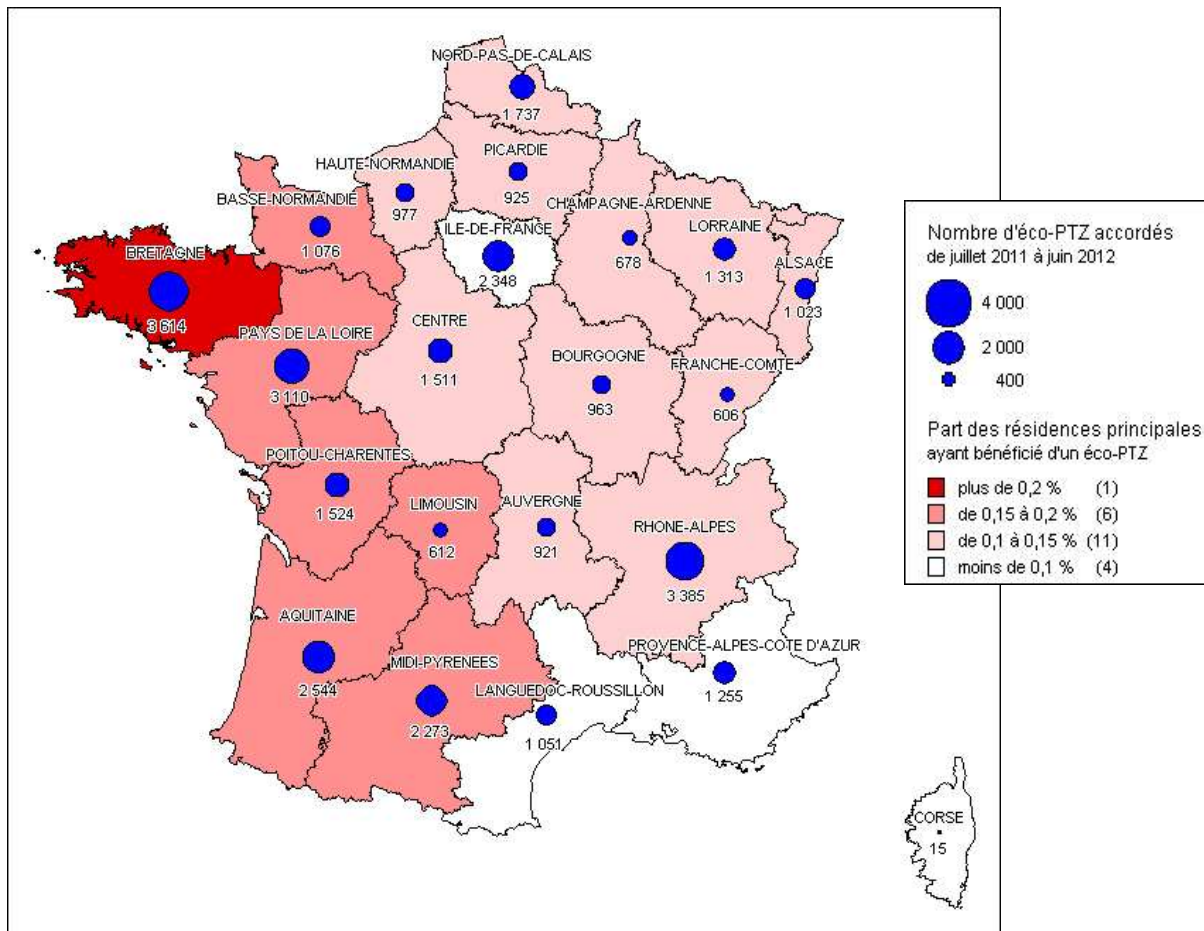 NORD-PAS-DE-CALAIS
1 737
HAUTE-NORMANDIE
977
PICARDIE
925
BASSE-NORMANDIE
1 076
ILE-DE-FRANCE
2 348
CHAMPAGNE-ARDENNE
678
LORRAINE
1 313
ALSACE
1 023
BRETAGNE
3 614
PAYS DE LA LOIRE
3 110
CENTRE
1 511
BOURGOGNE
963
FRANCHE-COMTE
606
POITOU-CHARENTES
1 524
LIMOUSIN
612
AUVERGNE
921
RHONE-ALPES
3 385
AQUITAINE
2 544
MIDI-PYRENEES
2 273
LANGUEDOC-ROUSSILLON
1 051
PROVENCE-ALPES-COTE D'AZUR
1 255
CORSE
15
Nombre d'éco-PTZ accordés
de juillet 2011 à juin 2012
4 000
2 000
400
Part des résidences principales
ayant bénéficié d'un éco-PTZ
plus de 0,2 % (1)
de 0,15 à 0,2 % (6)
de 0,1 à 0,15 % (11)
moins de 0,1 % (4)